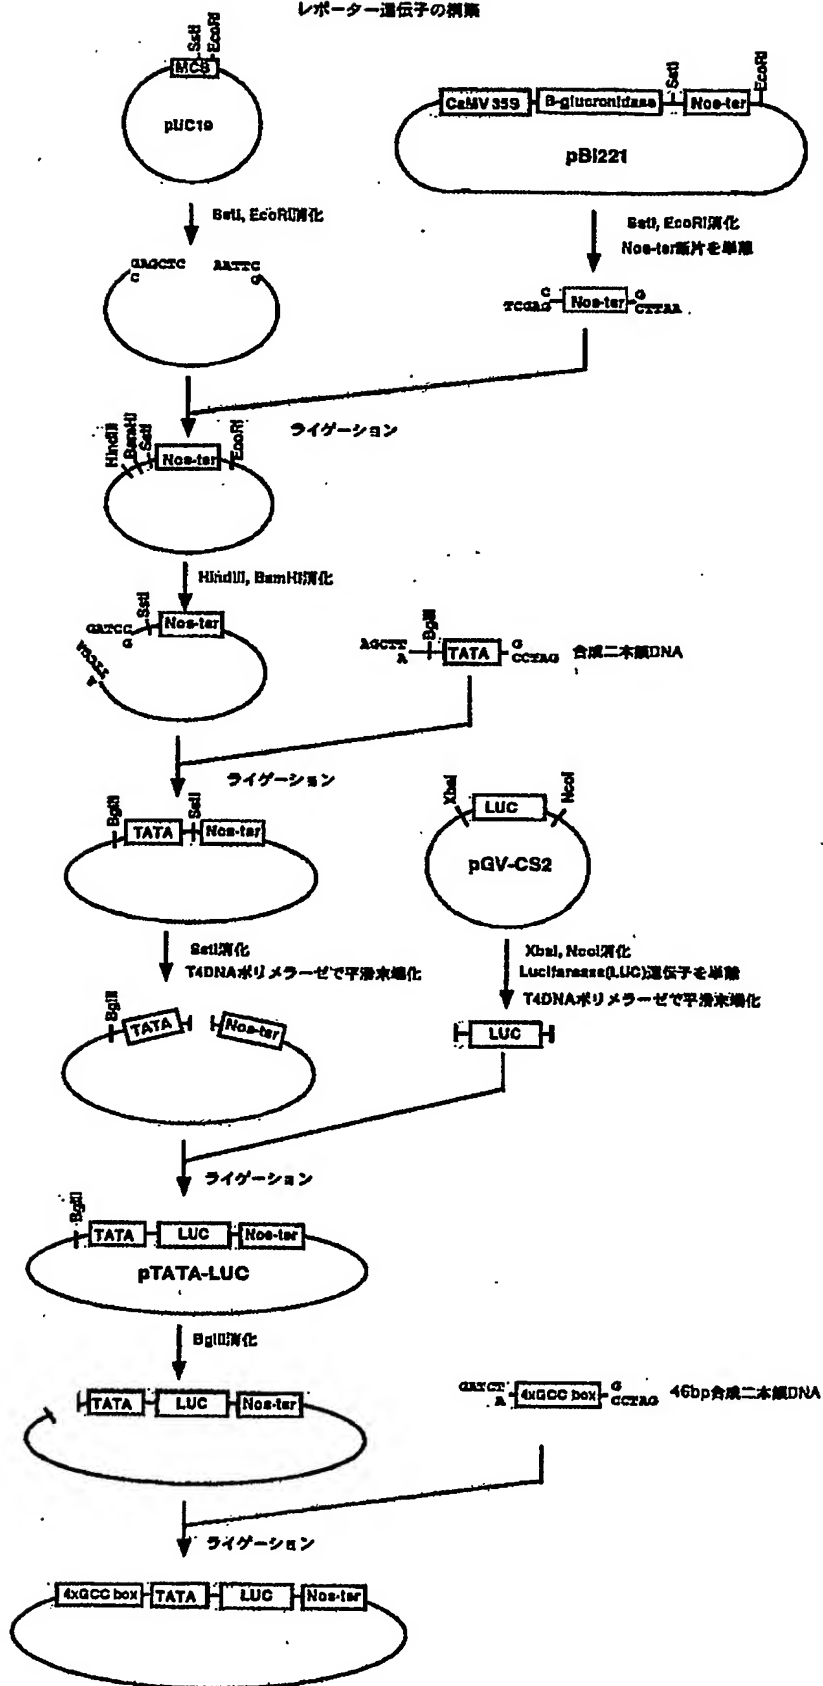 レポーター遺伝子の構築
SstI
EcoRI
MCS
pUC19
SstI
EcoRI
CaMV 35S
B-glucronidase
Nos-ter
pBI221
SstI, EcoRI消化
SstI, EcoRI消化
Nos-ter断片を単離
GAGCTC
C
AATTC
G
C
TCGAG
Nos-ter
G
CTTAA
ライゲーション
HindIII
BamHI
SstI
Nos-ter
EcoRI
HindIII, BamHI消化
GATCC
G
SstI
Nos-ter
A
AGCTT
A
BglII
TATA
G
CCTAG
合成二本鎖DNA
ライゲーション
BglII
TATA
SstI
Nos-ter
XbaI
LUC
NcoI
pGV-CS2
SstI消化
T4DNAポリメラーゼで平滑末端化
XbaI, NcoI消化
Luciferease(LUC)遺伝子を単離
T4DNAポリメラーゼで平滑末端化
BglII
TATA
Nos-ter
LUC
ライゲーション
BglII
TATA
LUC
Nos-ter
pTATA-LUC
BglII消化
TATA
LUC
Nos-ter
GATCT
A
4xGCC box
G
CCTAG
46bp合成二本鎖DNA
ライゲーション
4xGCC box
TATA
LUC
Nos-ter